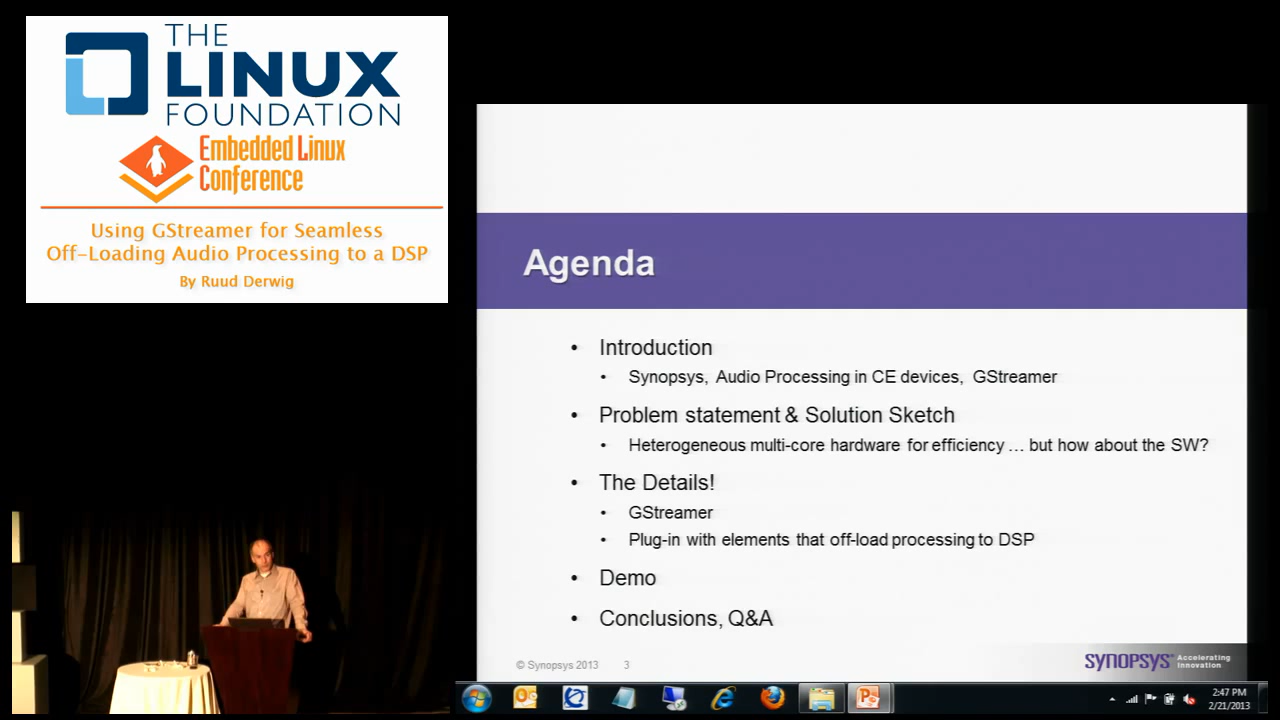 THE
LINUX
FOUNDATION
Embedded Linux
Conference
Using GStreamer for Seamless
Off-Loading Audio Processing to a DSP
By Ruud Derwig
Agenda
• Introduction
• Synopsys, Audio Processing in CE devices, GStreamer
• Problem statement & Solution Sketch
• Heterogeneous multi-core hardware for efficiency … but how about the SW?
• The Details!
• GStreamer
• Plug-in with elements that off-load processing to DSP
• Demo
• Conclusions, Q&A
© Synopsys 2013 3
SYNOPSYS® Accelerating
Innovation
2:47 PM
2/21/2013